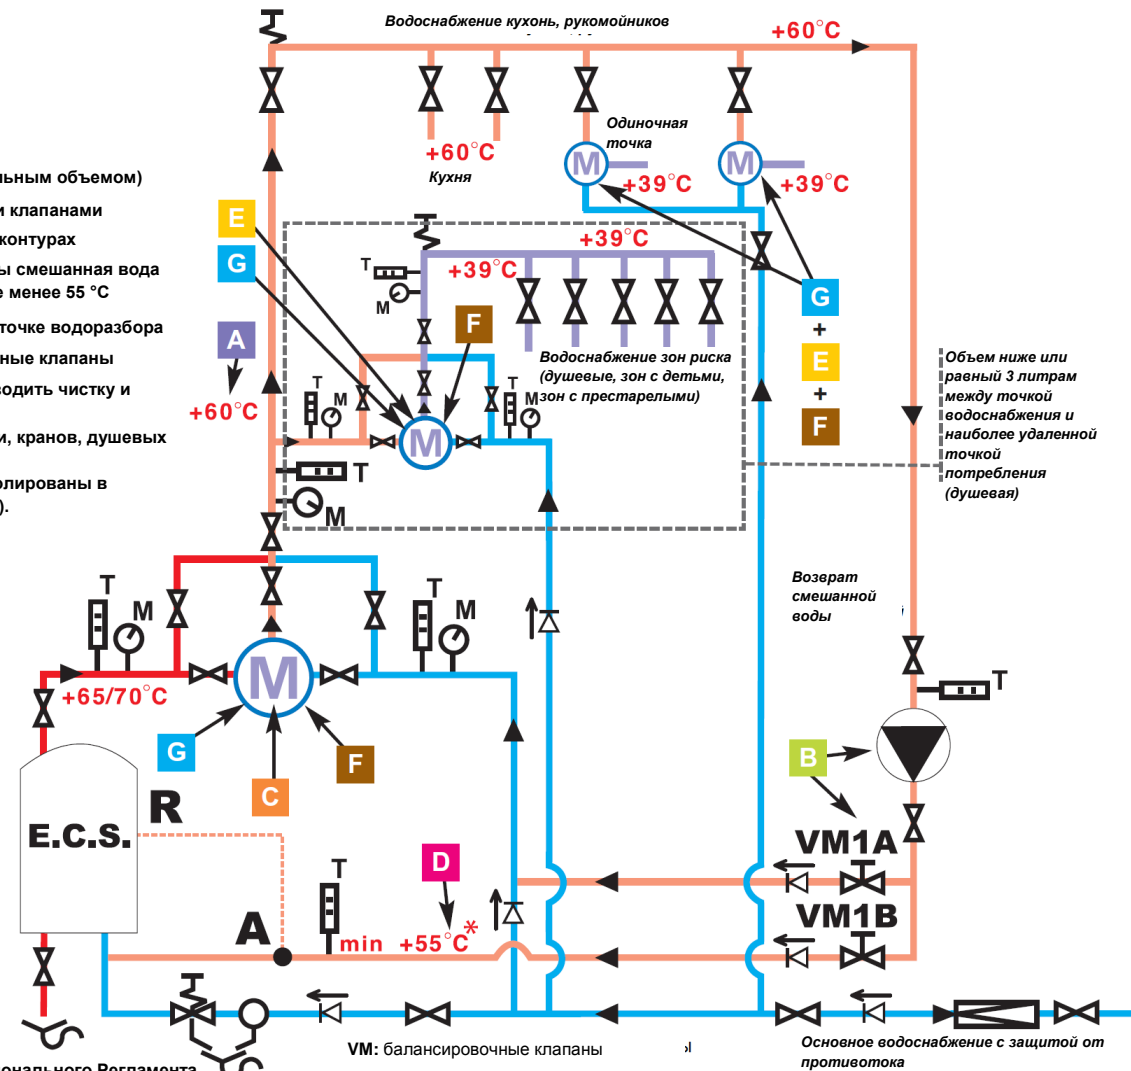 Водоснабжение кухонь, рукомойников
+60°C
Одиночная
точка
+60°C
Кухня
M
M
+39°C
+39°C
льным объемом)
и клапанами
контурах
ы смешанная вода
е менее 55 °C
точке водоразбора
ные клапаны
водить чистку и
и, кранов, душевых
олированы в
).
E
G
A
+60°C
+39°C
T
+39°C
M
F
Водоснабжение зон риска
(душевые, зон с детьми,
зон с престарелыми)
T
M
T
M
M
T
M
G
+
E
+
F
Объем ниже или
равный 3 литрам
между точкой
водоснабжения и
наиболее удаленной
точкой
потребления
(душевая)
Возврат
смешанной
воды
T
M
T
M
+65/70°C
M
G
C
F
T
B
E.C.S.
R
A
T
D
min +55°C*
VM1A
VM1B
VM: балансировочные клапаны
ы
Основное водоснабжение с защитой от
противотока
онального Регламента